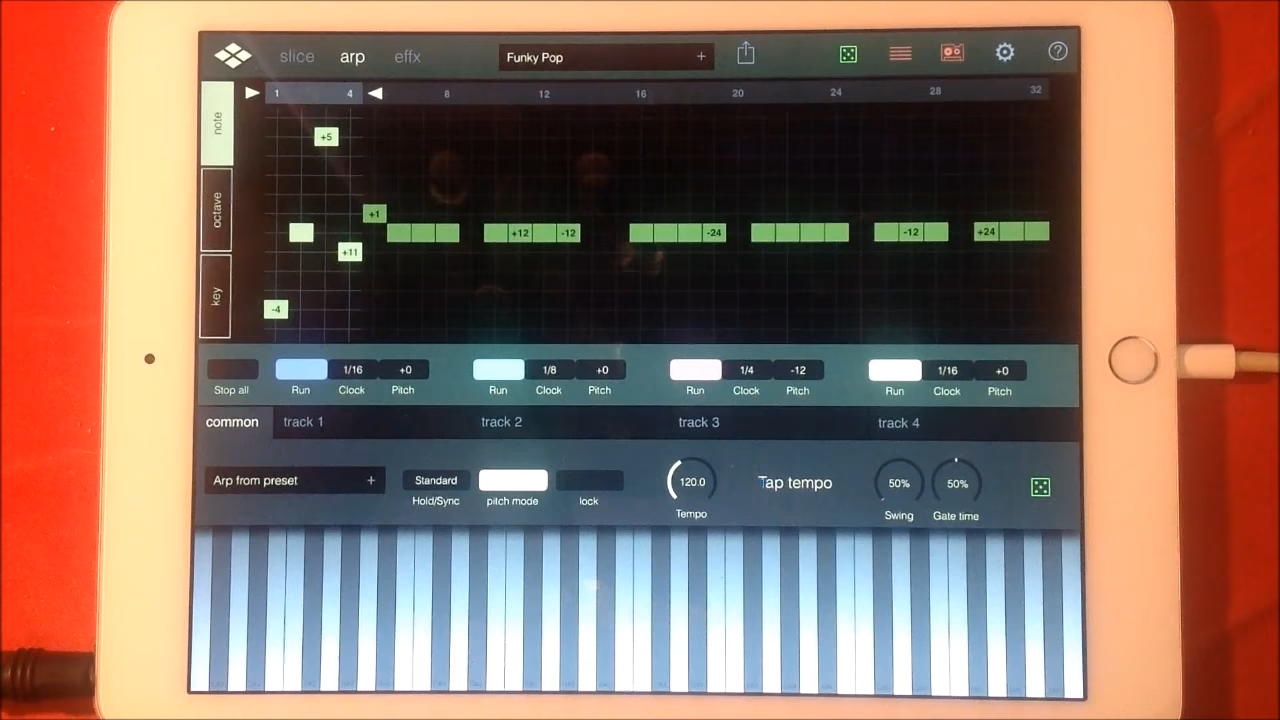 slice arp effx Funky Pop + ?
1 4 8 12 16 20 24 28 32
note
+5
octave
+1
+12 -12 -24 -12 +24
+11
key
-4
1/16 +0 1/8 +0 1/4 -12 1/16 +0
Stop all Run Clock Pitch Run Clock Pitch Run Clock Pitch Run Clock Pitch
common track 1 track 2 track 3 track 4
Arp from preset + Standard 120.0 Tap tempo 50% 50%
Hold/Sync pitch mode lock Tempo Swing Gate time